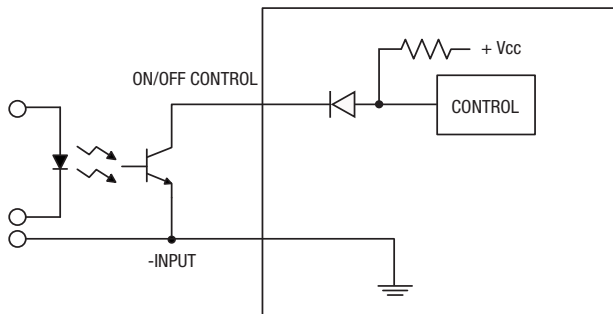 + Vcc
ON/OFF CONTROL
CONTROL
-INPUT